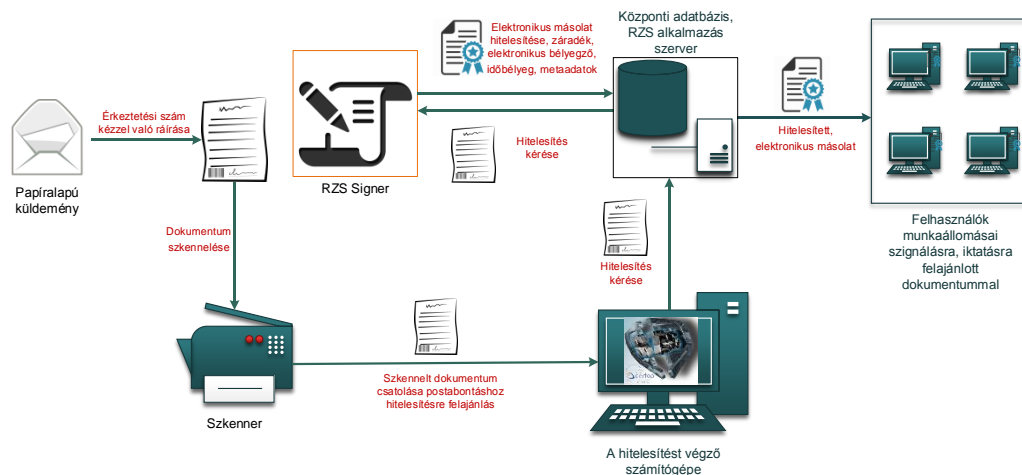 Elektronikus másolat
hitelesítése, záradék,
elektronikus bélyegző,
időbélyeg, metaadatok
Központi adatbázis,
RZS alkalmazás
szerver
Érkeztetési szám
kézzel való ráírása
Papíralapú
küldemény
RZS Signer
Hitelesítés
kérése
Hitelesített,
elektronikus másolat
Felhasználók
munkaállomásai
szignálásra, iktatásra
felajánlott
dokumentummal
Dokumentum
szkennelése
Hitelesítés
kérése
Szkennelt dokumentum
csatolása postabontáshoz
hitelesítésre felajánlás
Szkenner
A hitelesítést végző
számítógépe